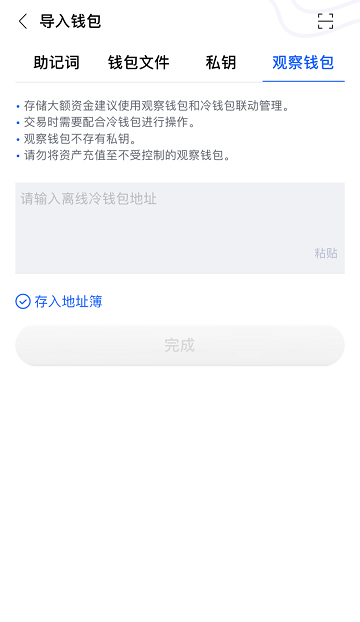 导入钱包
助记词 钱包文件 私钥 观察钱包
• 存储大额资金建议使用观察钱包和冷钱包联动管理。
• 交易时需要配合冷钱包进行操作。
• 观察钱包不存有私钥。
• 请勿将资产充值至不受控制的观察钱包。
请输入离线冷钱包地址
粘贴
存入地址簿
完成